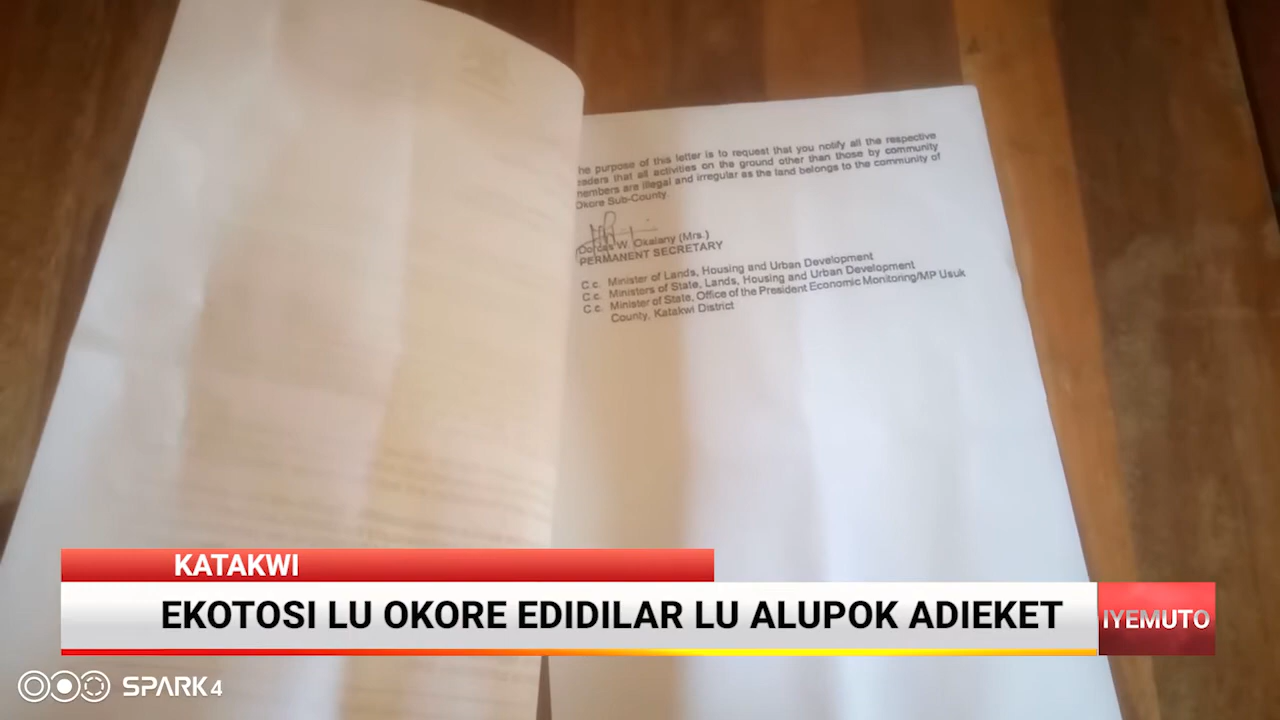 he purpose of this letter is to request that you notify all the respective
eaders that all activities on the ground other than those by community
members are illegal and irregular as the land belongs to the community of
Okore Sub-County.
Dorcas W. Okalany (Mrs.)
PERMANENT SECRETARY
C.c. Minister of Lands, Housing and Urban Development
C.c. Ministers of State, Lands, Housing and Urban Development
C.c. Minister of State, Office of the President Economic Monitoring/MP Usuk
County, Katakwi District
KATAKWI
EKOTOSI LU OKORE EDIDILAR LU ALUPOK ADIEKET
IYEMUTO
SPARK 4